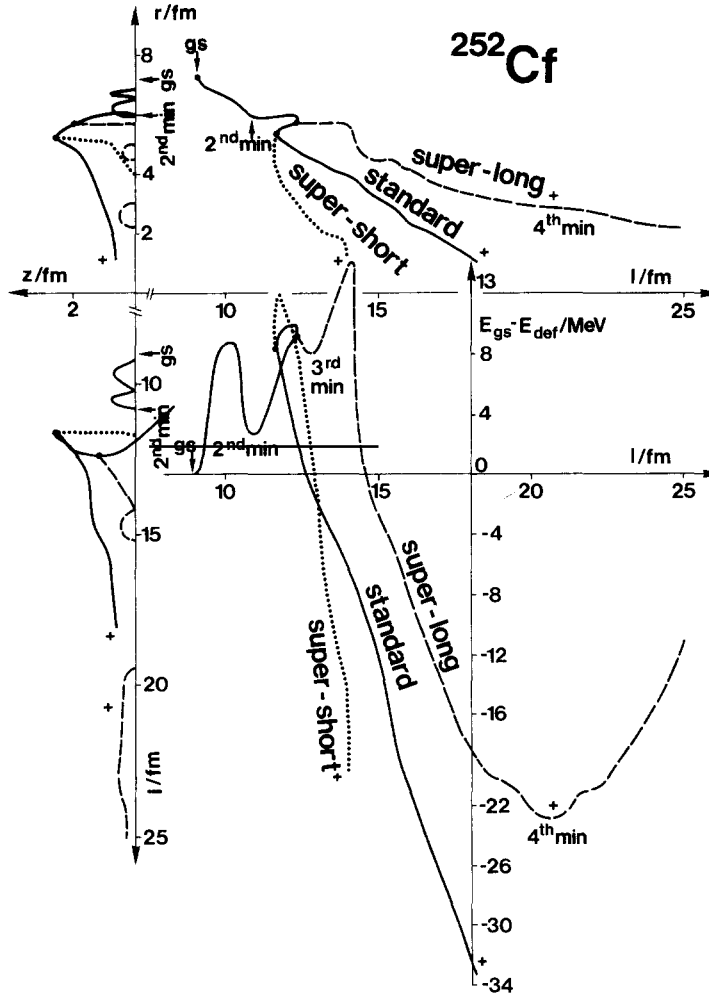 r/fm
252Cf
8
gs
gs
6
2nd min
2nd min
4
super-long
standard
super-short
4th min
2
z/fm
2
10
15
13
l/fm
25
Egs-Edef/MeV
8
gs
3rd min
10
4
2nd min
gs
2nd min
0
l/fm
10
15
20
25
15
-4
super-long
-8
standard
super-short
-12
-16
20
l/fm
-22
4th min
25
-26
-30
-34